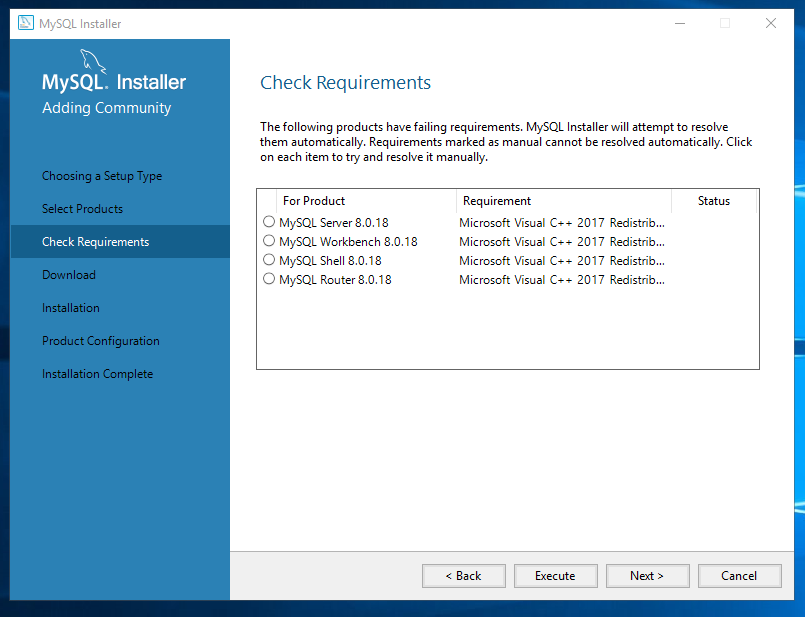 MySQL Installer
MySQL. Installer
Adding Community
Choosing a Setup Type
Select Products
Check Requirements
Download
Installation
Product Configuration
Installation Complete
Check Requirements
The following products have failing requirements. MySQL Installer will attempt to resolve
them automatically. Requirements marked as manual cannot be resolved automatically. Click
on each item to try and resolve it manually.
For Product Requirement Status
MySQL Server 8.0.18 Microsoft Visual C++ 2017 Redistrib...
MySQL Workbench 8.0.18 Microsoft Visual C++ 2017 Redistrib...
MySQL Shell 8.0.18 Microsoft Visual C++ 2017 Redistrib...
MySQL Router 8.0.18 Microsoft Visual C++ 2017 Redistrib...
< Back Execute Next > Cancel